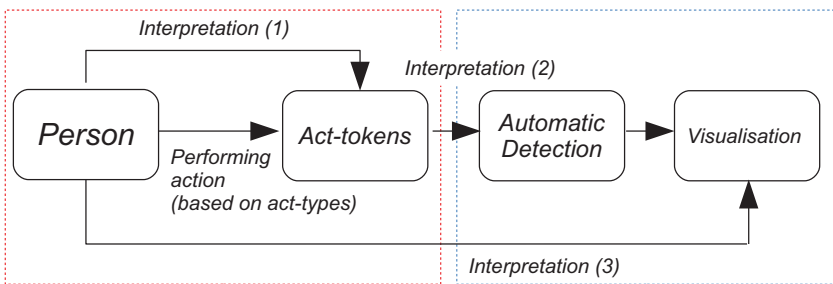 Interpretation (1)
Interpretation (2)
Person
Act-tokens
Automatic
Detection
Visualisation
Performing
action
(based on act-types)
Interpretation (3)